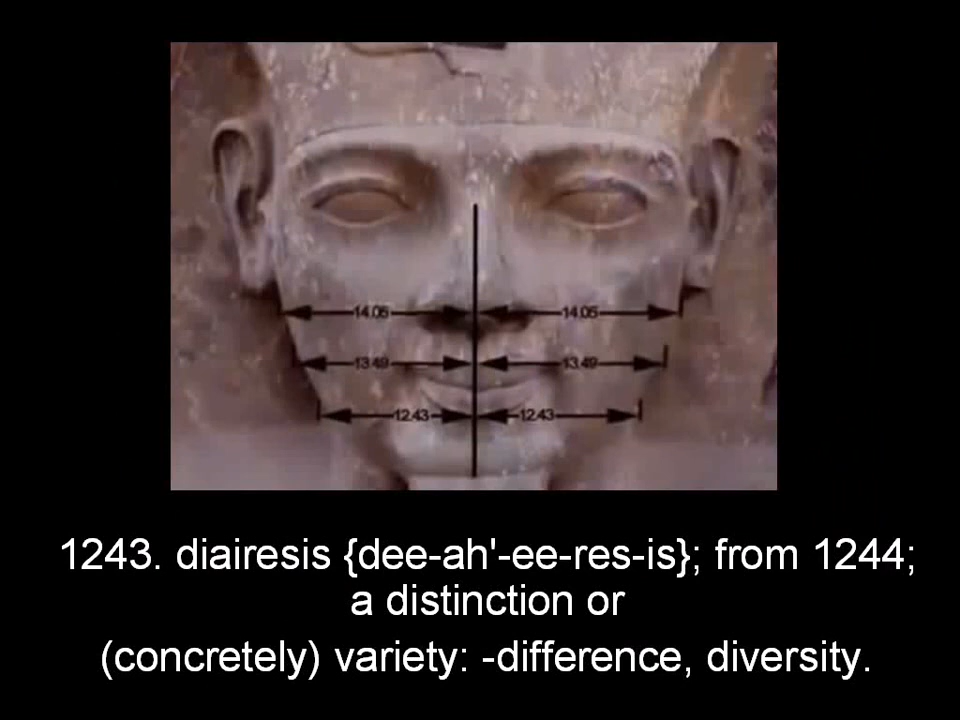 14.05 14.05
13.49 13.49
12.43 12.43
1243. diairesis {dee-ah'-ee-res-is}; from 1244;
a distinction or
(concretely) variety: -difference, diversity.